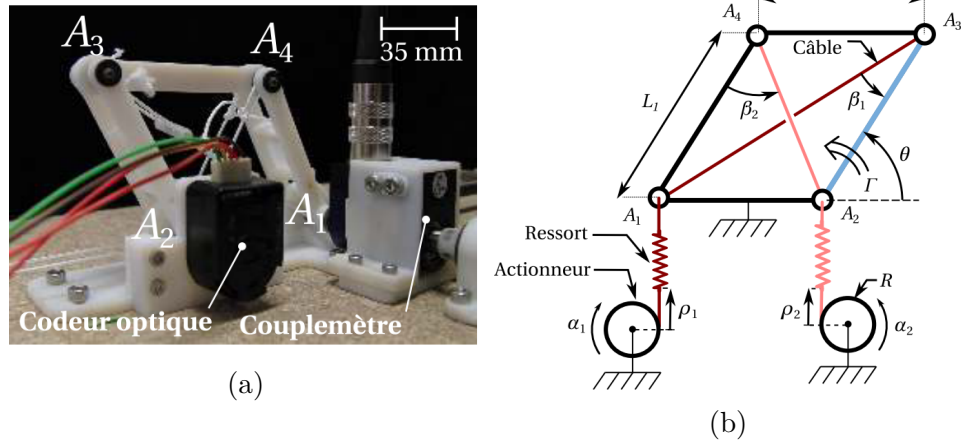 A₃
A₄
35 mm
A₂
A₁
Codeur optique
Couplemètre
(a)
A₄
A₃
Câble
L₁
β₂
β₁
θ
Γ
A₁
A₂
Ressort
Actionneur
R
α₁
ρ₁
ρ₂
α₂
(b)